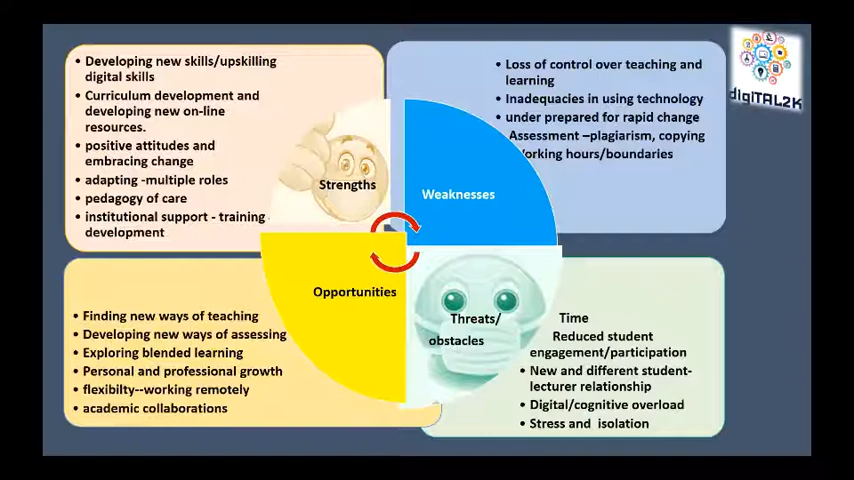 • Developing new skills/upskilling
digital skills
• Curriculum development and
developing new on-line
resources.
• positive attitudes and
embracing change
• adapting -multiple roles
• pedagogy of care
• institutional support - training
development
Strengths
• Loss of control over teaching and
learning
• Inadequacies in using technology
• under prepared for rapid change
Assessment –plagiarism, copying
Working hours/boundaries
Weaknesses
digITAL2K
• Finding new ways of teaching
• Developing new ways of assessing
• Exploring blended learning
• Personal and professional growth
• flexibilty--working remotely
• academic collaborations
Opportunities
Threats/
obstacles
Time
Reduced student
engagement/participation
• New and different student-
lecturer relationship
• Digital/cognitive overload
• Stress and isolation